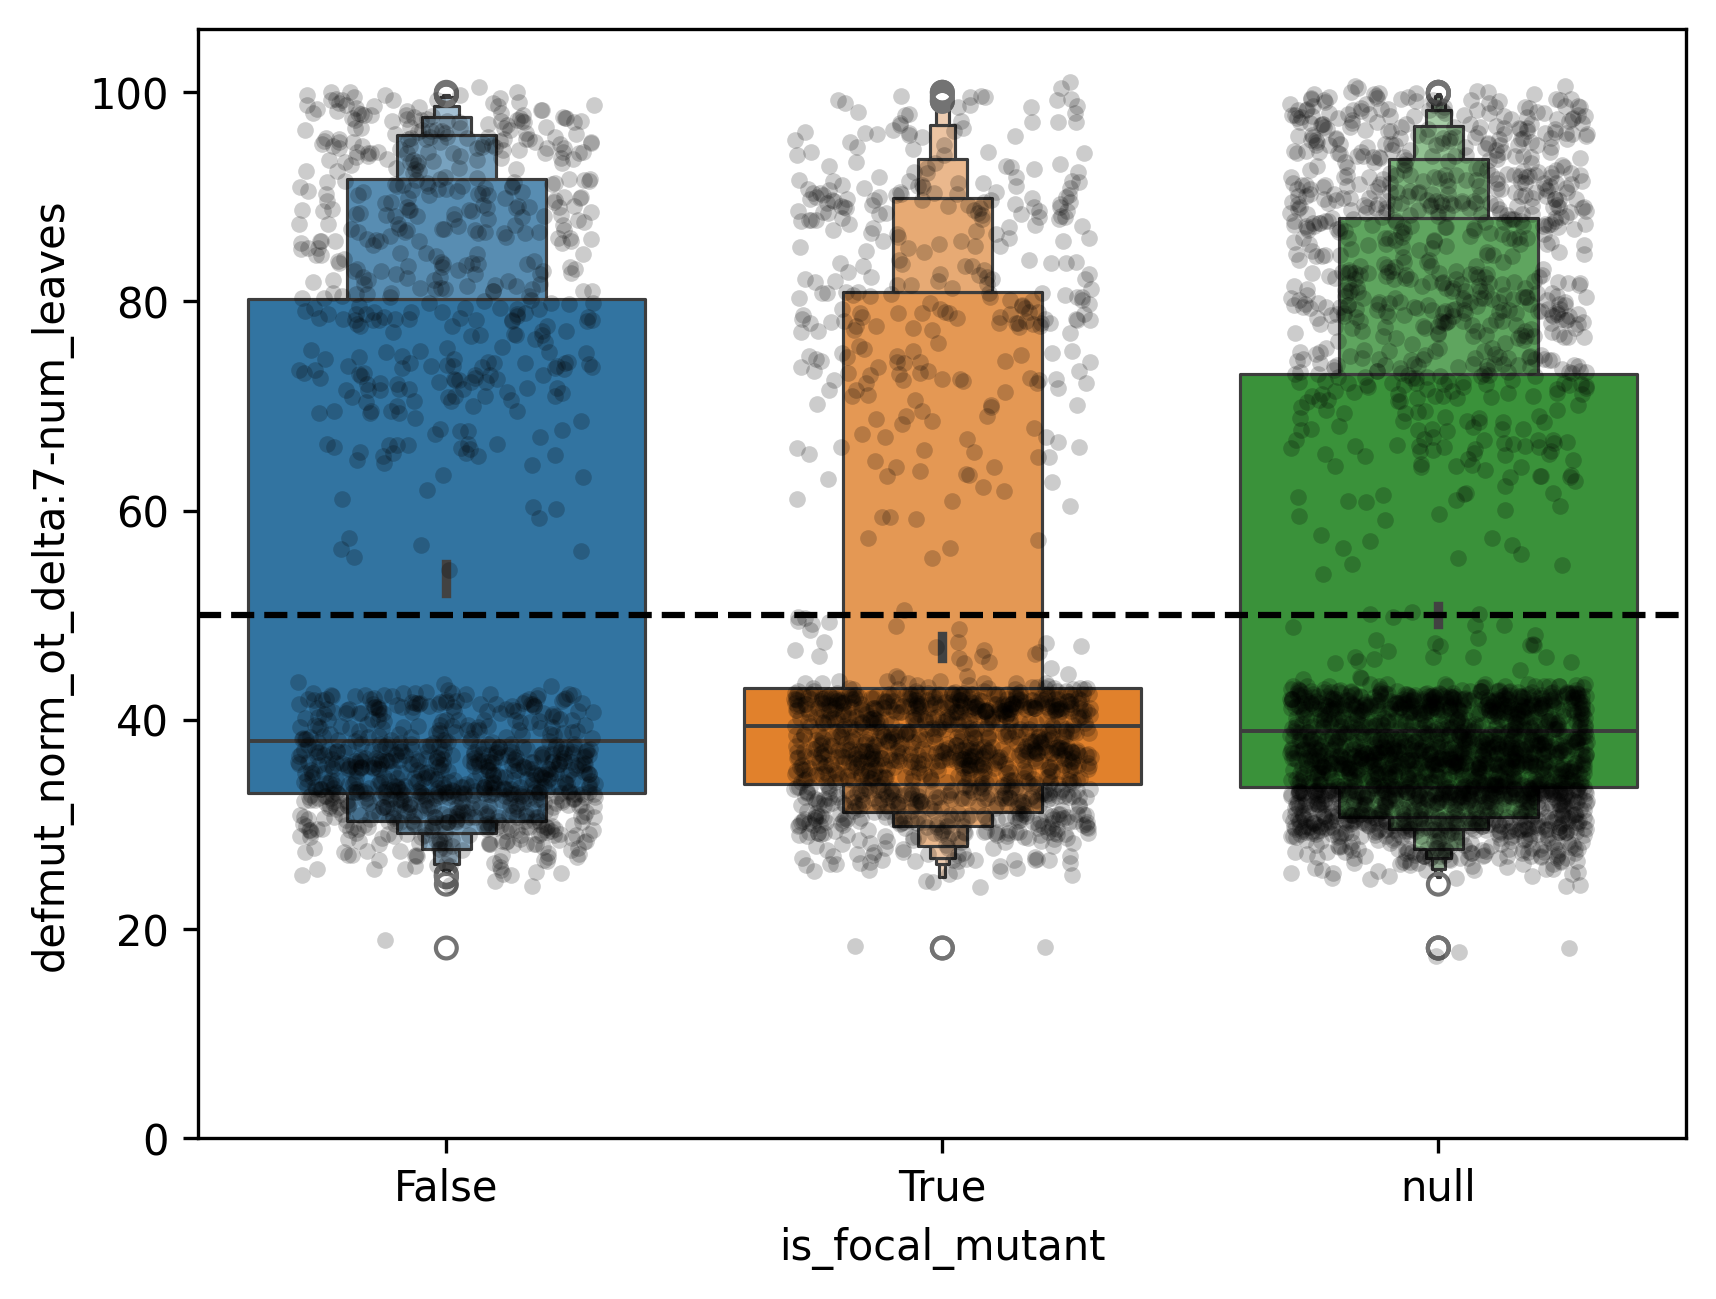 defmut_norm_ot_delta:7-num_leaves
100
80
60
40
20
0
False
True
null
is_focal_mutant